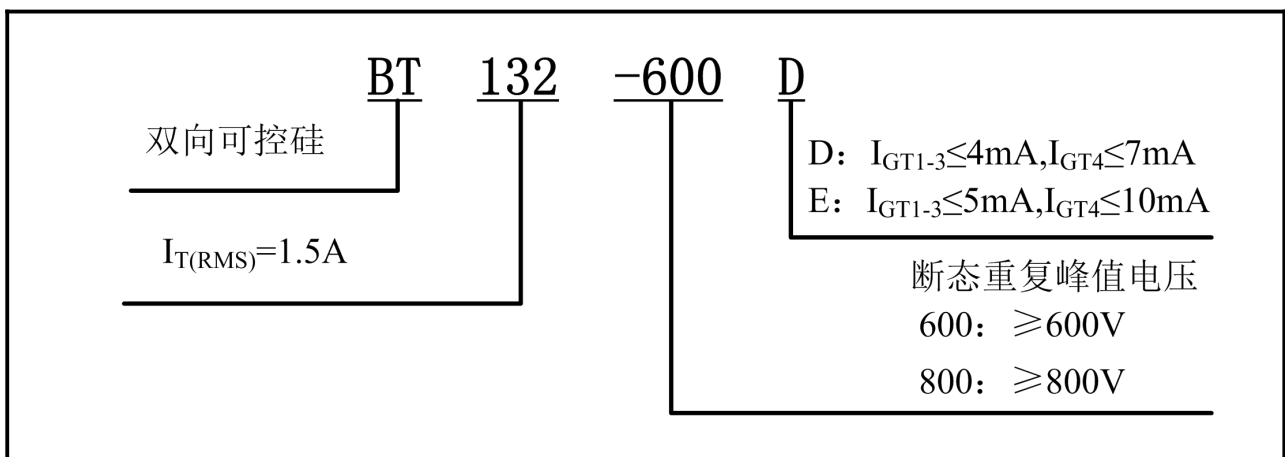 BT 132 -600 D
双向可控硅
D: IGT1-3≤4mA,IGT4≤7mA
E: IGT1-3≤5mA,IGT4≤10mA
IT(RMS)=1.5A
断态重复峰值电压
600: ≥600V
800: ≥800V